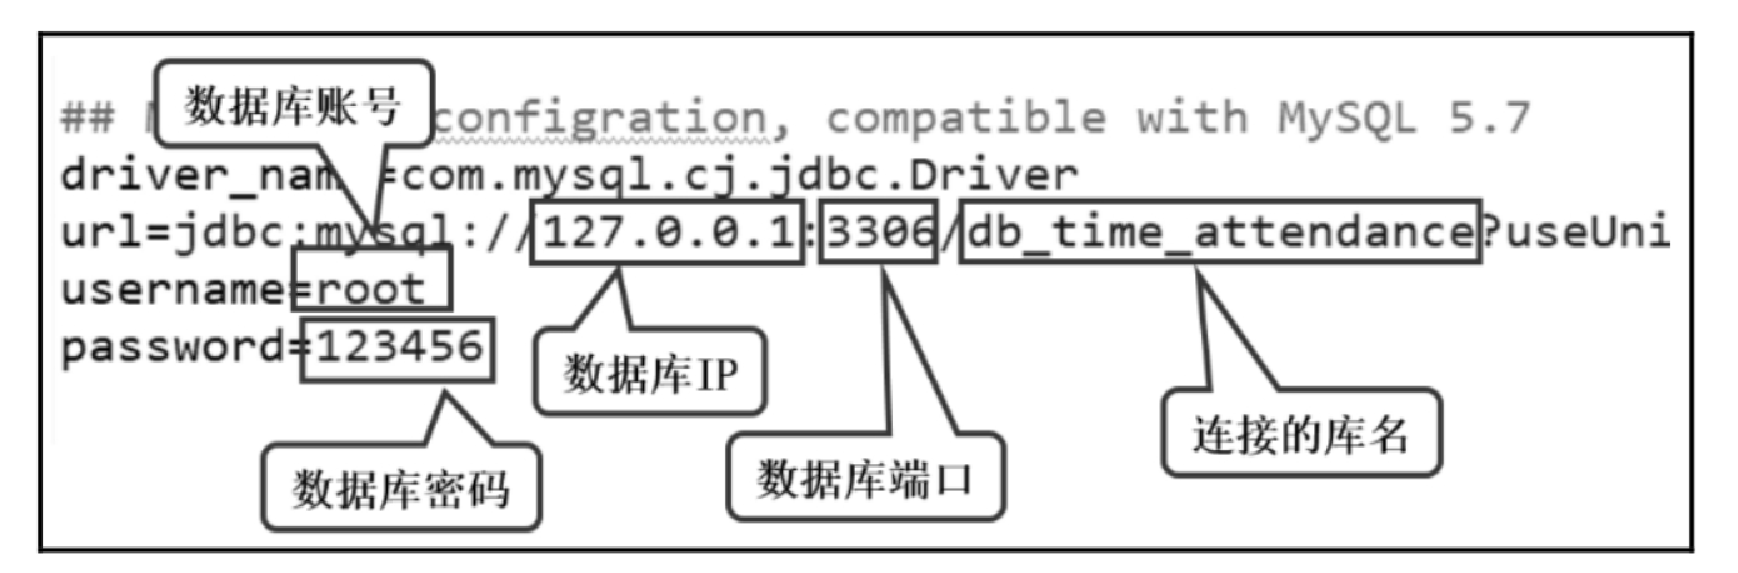 数据库账号
## configration, compatible with MySQL 5.7
driver_nam=com.mysql.cj.jdbc.Driver
url=jdbc:mysql://127.0.0.1:3306/db_time_attendance?useUni
username=root
password=123456
数据库IP
连接的库名
数据库密码
数据库端口